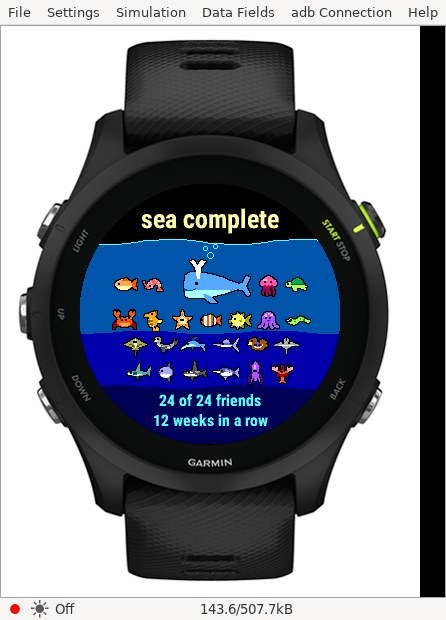 File Settings Simulation Data Fields adb Connection Help
LIGHT
START STOP
sea complete
UP
DOWN
BACK
24 of 24 friends
12 weeks in a row
GARMIN
Off 143.6/507.7kB